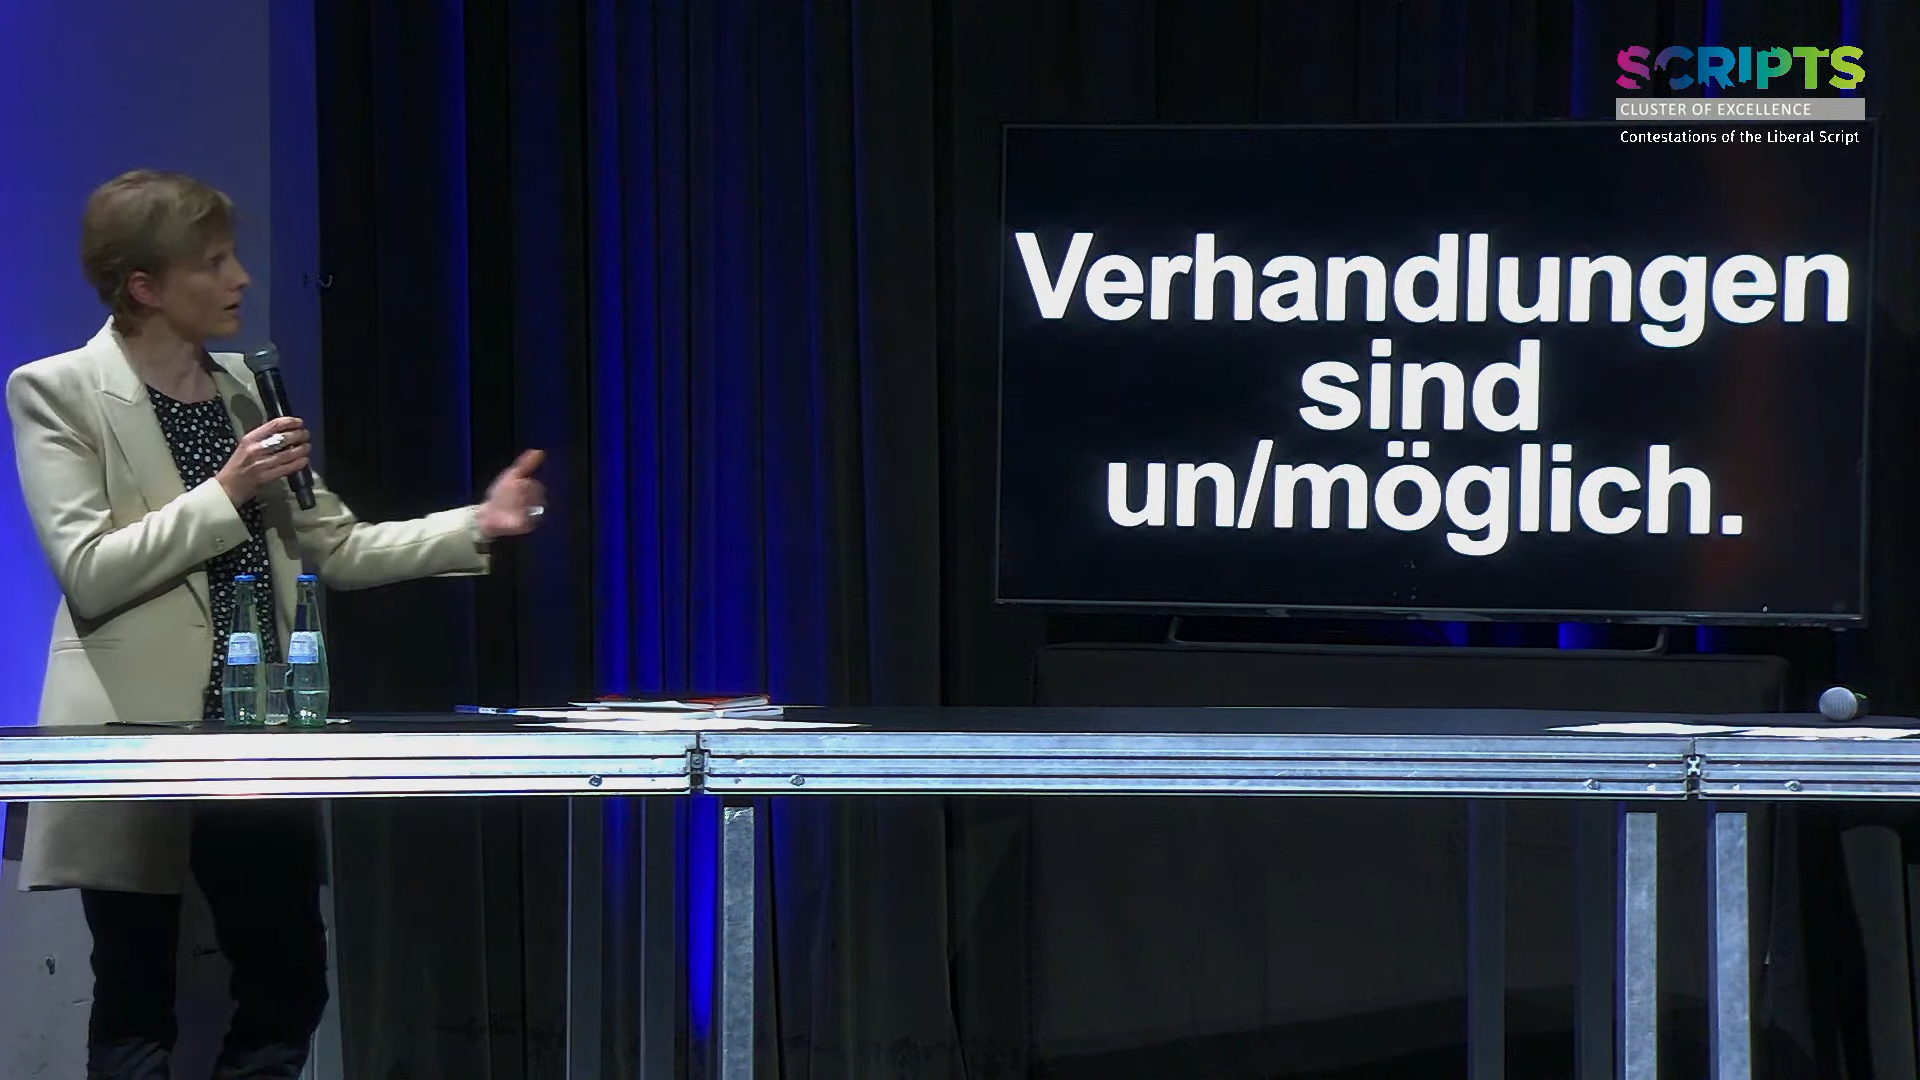 SCRIPTS
CLUSTER OF EXCELLENCE
Contestations of the Liberal Script
Verhandlungen
sind
un/möglich.